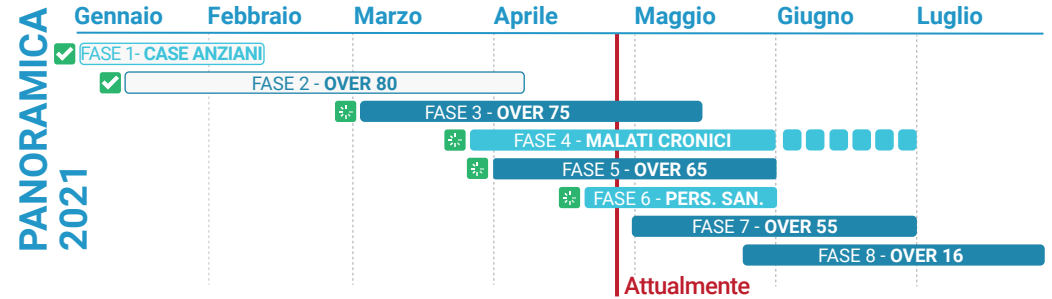 PANORAMICA
2021
Gennaio Febbraio Marzo Aprile Maggio Giugno Luglio
FASE 1- CASE ANZIANI
FASE 2 - OVER 80
FASE 3 - OVER 75
FASE 4 - MALATI CRONICI
FASE 5 - OVER 65
FASE 6 - PERS. SAN.
FASE 7 - OVER 55
FASE 8 - OVER 16
Attualmente